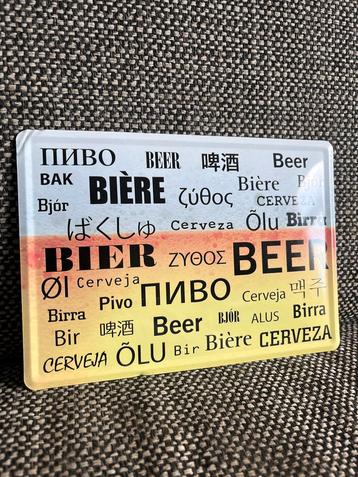 ПИВО BEER 啤酒 Beer
BAK BIÈRE ζύθος Bière Bjór
Bjór ばくしゅ Cerveza Õlu CERVEZA Birra
BIER ΖΥΘΟΣ BEER
Øl Cerveja Pivo ПИВО Cerveja 맥주
Birra 啤酒 Beer BJÓR ALUS Birra
Bir
CERVEJA ÕLU Bir Bière CERVEZA